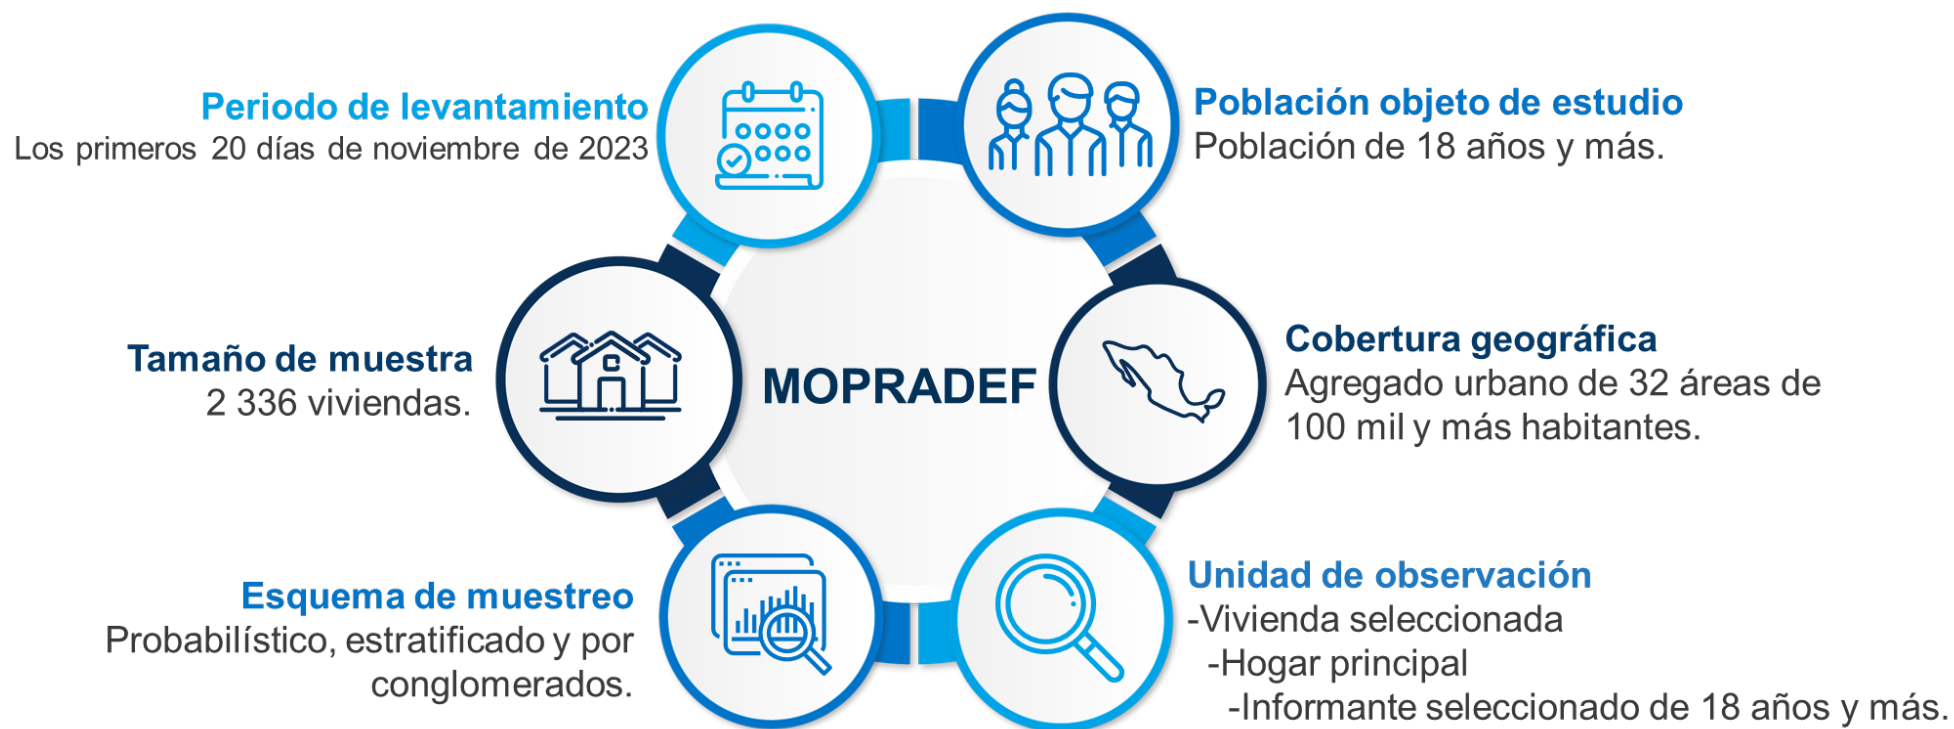 Periodo de levantamiento
Los primeros 20 días de noviembre de 2023
Población objeto de estudio
Población de 18 años y más.
Tamaño de muestra
2 336 viviendas.
MOPRADEF
Cobertura geográfica
Agregado urbano de 32 áreas de
100 mil y más habitantes.
Esquema de muestreo
Probabilístico, estratificado y por
conglomerados.
Unidad de observación
-Vivienda seleccionada
-Hogar principal
-Informante seleccionado de 18 años y más.